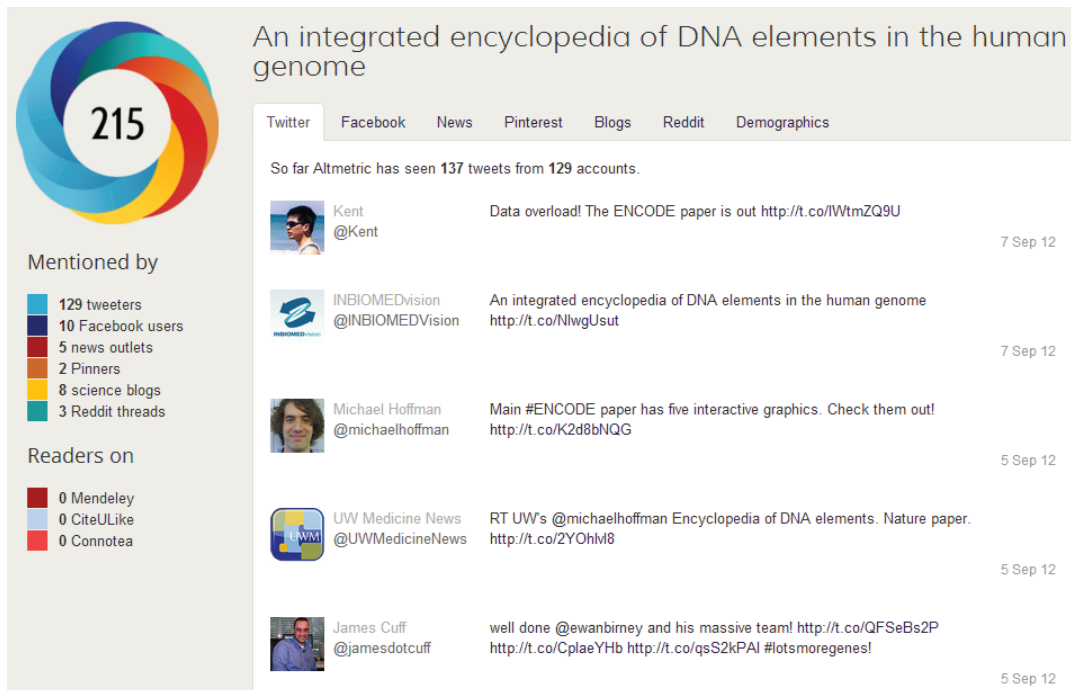 215
An integrated encyclopedia of DNA elements in the human
genome
Twitter Facebook News Pinterest Blogs Reddit Demographics
So far Altmetric has seen 137 tweets from 129 accounts.
Kent
@Kent
Data overload! The ENCODE paper is out http://t.co/IWtmZQ9U
7 Sep 12
INBIOMEDvision
@INBIOMEDVision
INBIOMEDvision
An integrated encyclopedia of DNA elements in the human genome
http://t.co/NlwgUsut
7 Sep 12
Michael Hoffman
@michaelhoffman
Main #ENCODE paper has five interactive graphics. Check them out!
http://t.co/K2d8bNQG
5 Sep 12
UWM
UW Medicine News
@UWMedicineNews
RT UW's @michaelhoffman Encyclopedia of DNA elements. Nature paper.
http://t.co/2YOhlvl8
5 Sep 12
James Cuff
@jamesdotcuff
well done @ewanbirney and his massive team! http://t.co/QFSeBs2P
http://t.co/CplaeYHb http://t.co/qsS2kPAl #lotsmoregenes!
5 Sep 12
Mentioned by
129 tweeters
10 Facebook users
5 news outlets
2 Pinners
8 science blogs
3 Reddit threads
Readers on
0 Mendeley
0 CiteULike
0 Connotea